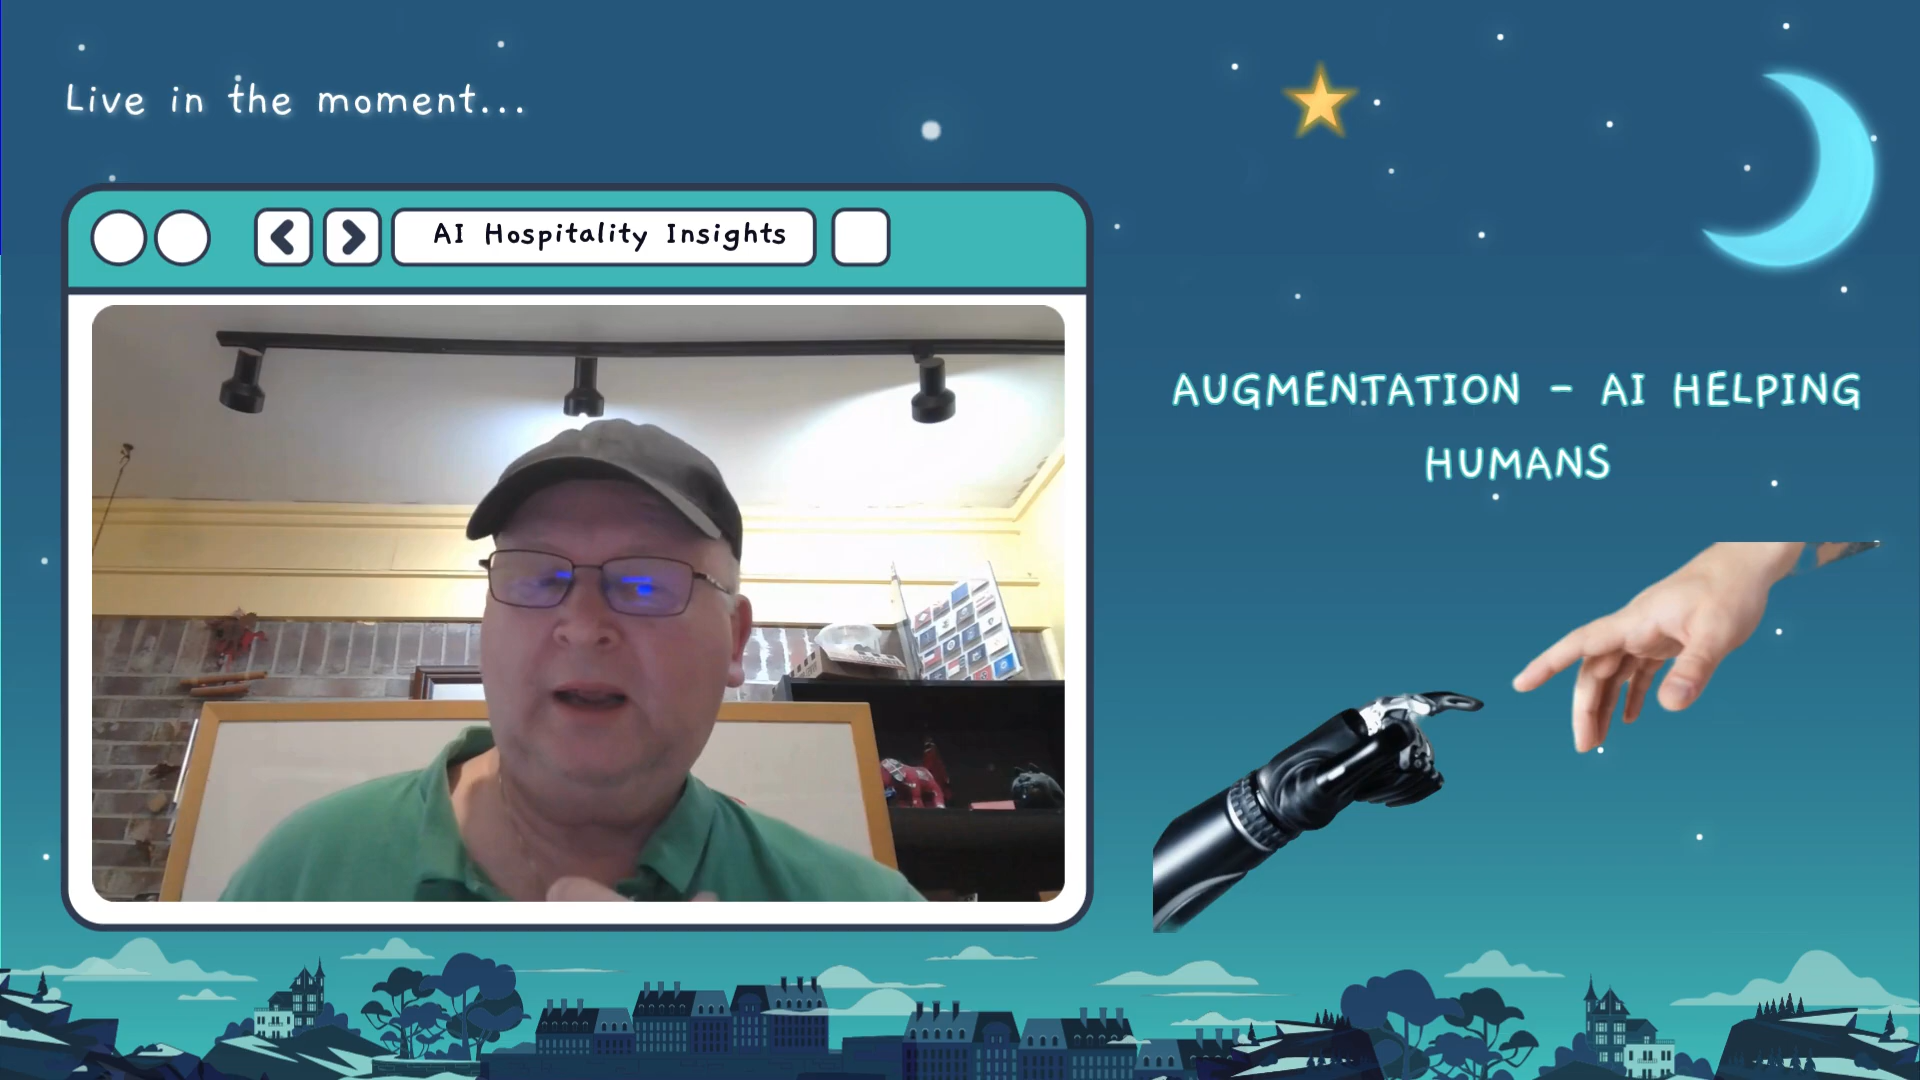 Live in the moment...
AI Hospitality Insights
AUGMENTATION – AI HELPING
HUMANS